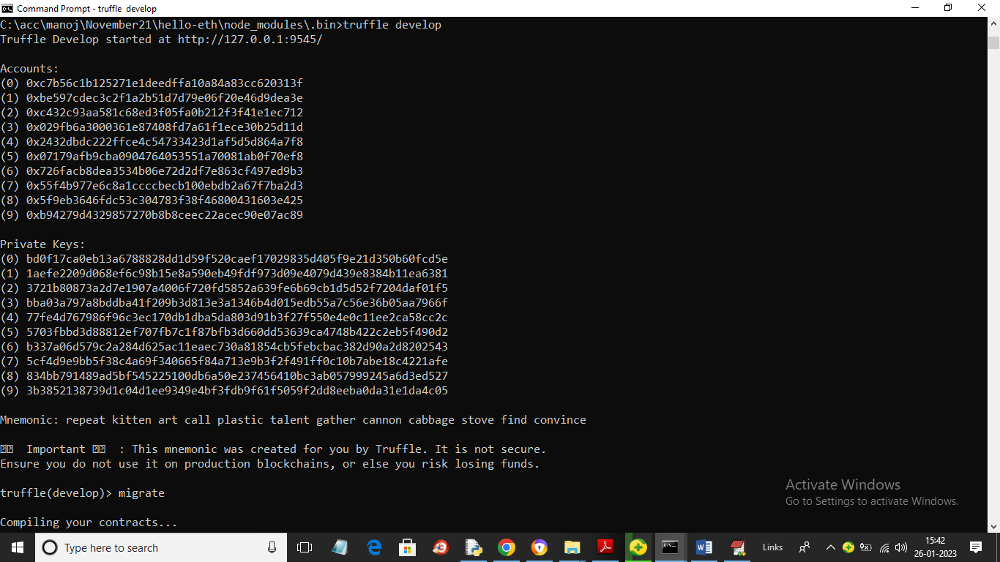 Command Prompt - truffle develop
C:\acc\manoj\November21\hello-eth\node_modules\.bin>truffle develop
Truffle Develop started at http://127.0.0.1:9545/
Accounts:
(0) 0xc7b56c1b125271e1deedffa10a84a83cc620313f
(1) 0xbe597cdec3c2f1a2b51d7d79e06f20e46d9dea3e
(2) 0xc432c93aa581c68ed3f05fa0b212f3f41e1ec712
(3) 0x029fb6a3000361e87408fd7a61f1ece30b25d11d
(4) 0x2432dbdc222ffce4c54733423d1af5d5d864a7f8
(5) 0x07179afb9cba0904764053551a70081ab0f70ef8
(6) 0x726facb8dea3534b06e72d2df7e863cf497ed9b3
(7) 0x55f4b977e6c8a1ccccbecb100ebdb2a67f7ba2d3
(8) 0x5f9eb3646fdc53c304783f38f46800431603e425
(9) 0xb94279d4329857270b8b8ceec22acec90e07ac89
Private Keys:
(0) bd0f17ca0eb13a6788828dd1d59f520caef17029835d405f9e21d350b60fcd5e
(1) 1aefe2209d068ef6c98b15e8a590eb49fdf973d09e4079d439e8384b11ea6381
(2) 3721b80873a2d7e1907a4006f720fd5852a639fe6b69cb1d5d52f7204daf01f5
(3) bba03a797a8bddba41f209b3d813e3a1346b4d015edb55a7c56e36b05aa7966f
(4) 77fe4d767986f96c3ec170db1dba5da803d91b3f27f550e4e0c11ee2ca58cc2c
(5) 5703fbbd3d88812ef707fb7c1f87bfb3d660dd53639ca4748b422c2eb5f490d2
(6) b337a06d579c2a284d625ac11eaec730a81854cb5febcbac382d90a2d8202543
(7) 5cf4d9e9bb5f38c4a69f340665f84a713e9b3f2f491ff0c10b7abe18c4221afe
(8) 834bb791489ad5bf545225100db6a50e237456410bc3ab057999245a6d3ed527
(9) 3b3852138739d1c04d1ee9349e4bf3fdb9f61f5059f2dd8eeba0da31e1da4c05
Mnemonic: repeat kitten art call plastic talent gather cannon cabbage stove find convince
Important : This mnemonic was created for you by Truffle. It is not secure.
Ensure you do not use it on production blockchains, or else you risk losing funds.
truffle(develop)> migrate
Compiling your contracts...
Activate Windows
Go to Settings to activate Windows.
Type here to search
Links
15:42
26-01-2023